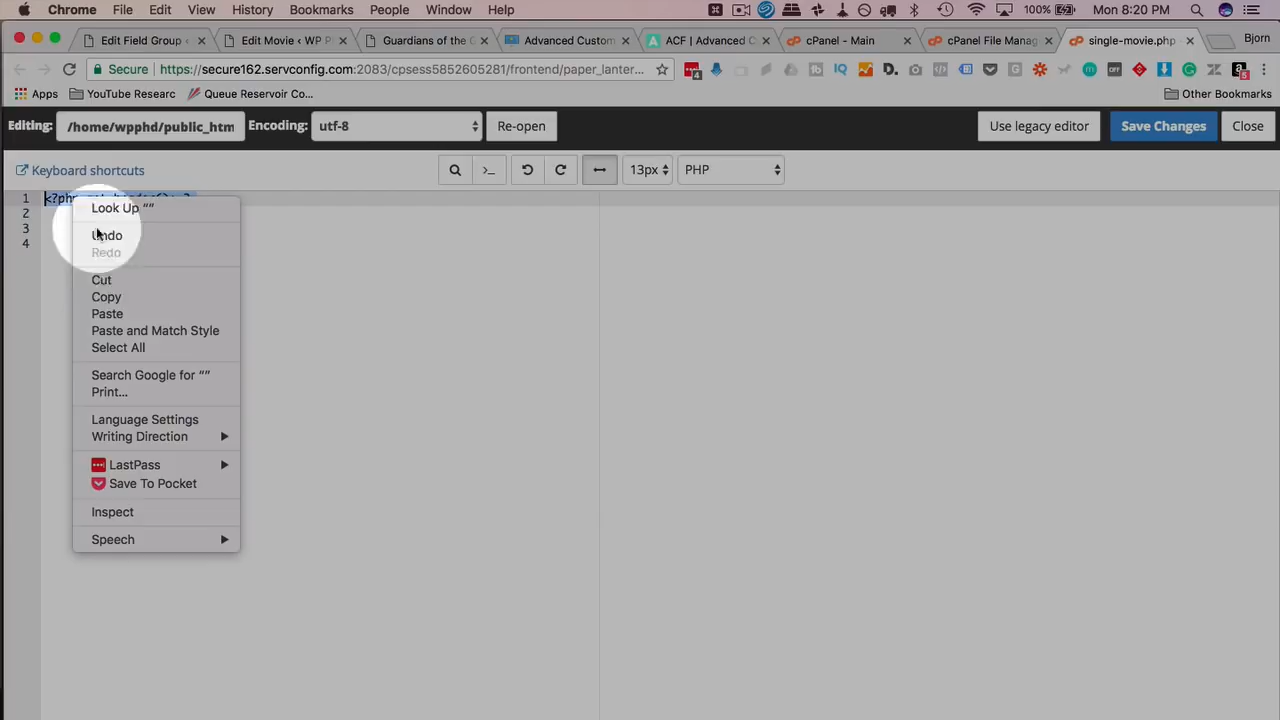 Chrome File Edit View History Bookmarks People Window Help 100% Mon 8:20 PM
Edit Field Group ‹ Edit Movie ‹ WP P Guardians of the G Advanced Custom ACF | Advanced C cPanel - Main cPanel File Manag single-movie.php Bjorn
Secure https://secure162.servconfig.com:2083/cpsess5852605281/frontend/paper_lanter...
Apps YouTube Researc Queue Reservoir Co... Other Bookmarks
Editing: /home/wpphd/public_htm Encoding: utf-8 Re-open Use legacy editor Save Changes Close
Keyboard shortcuts 13px PHP
1 <?php
2
3
4
Look Up “”
Undo
Redo
Cut
Copy
Paste
Paste and Match Style
Select All
Search Google for “”
Print...
Language Settings
Writing Direction
LastPass
Save To Pocket
Inspect
Speech